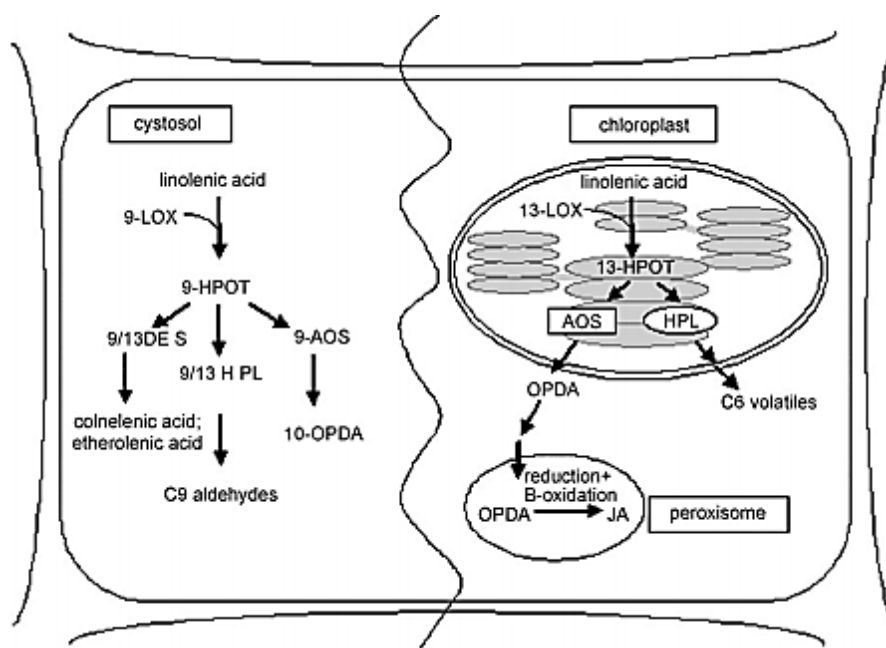 cystosol
linolenic acid
9-LOX
9-HPOT
9/13DE S
9/13 H PL
9-AOS
colnelenic acid;
etherolenic acid
10-OPDA
C9 aldehydes
chloroplast
linolenic acid
13-LOX
13-HPOT
AOS
HPL
OPDA
C6 volatiles
reduction+
B-oxidation
OPDA
JA
peroxisome